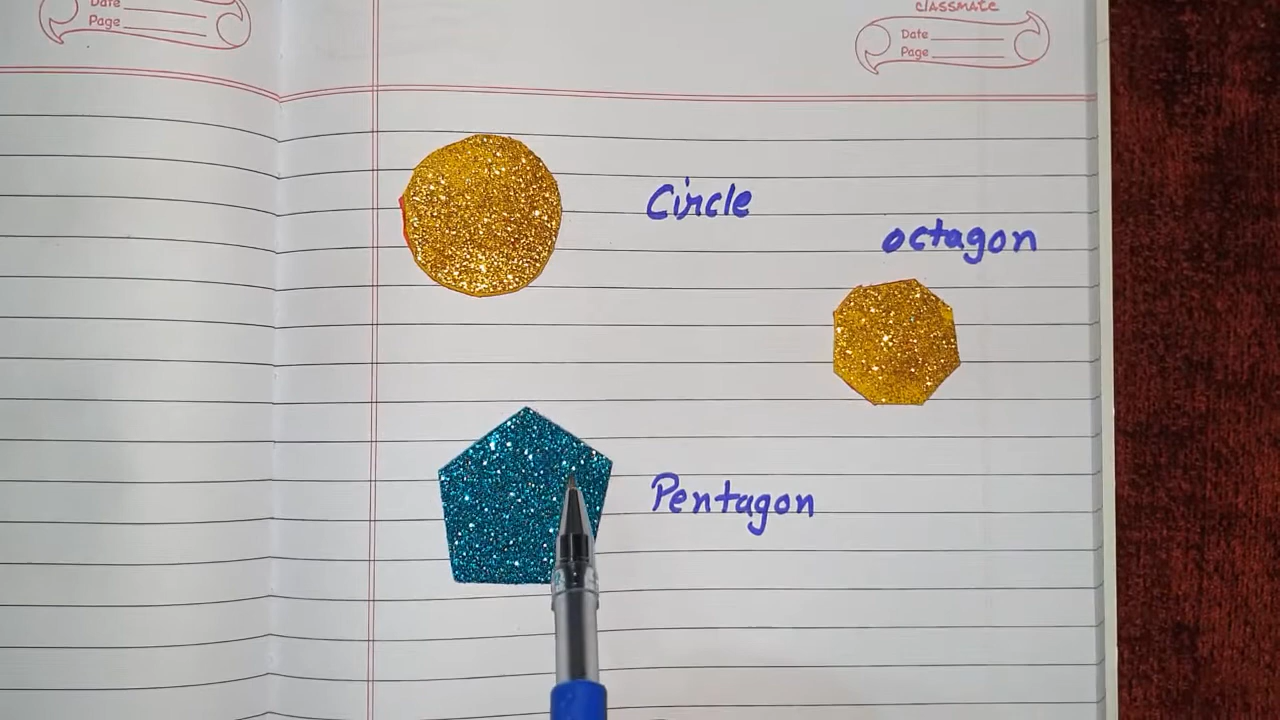 Date
Page
classmate
Date
Page
Circle
octagon
Pentagon